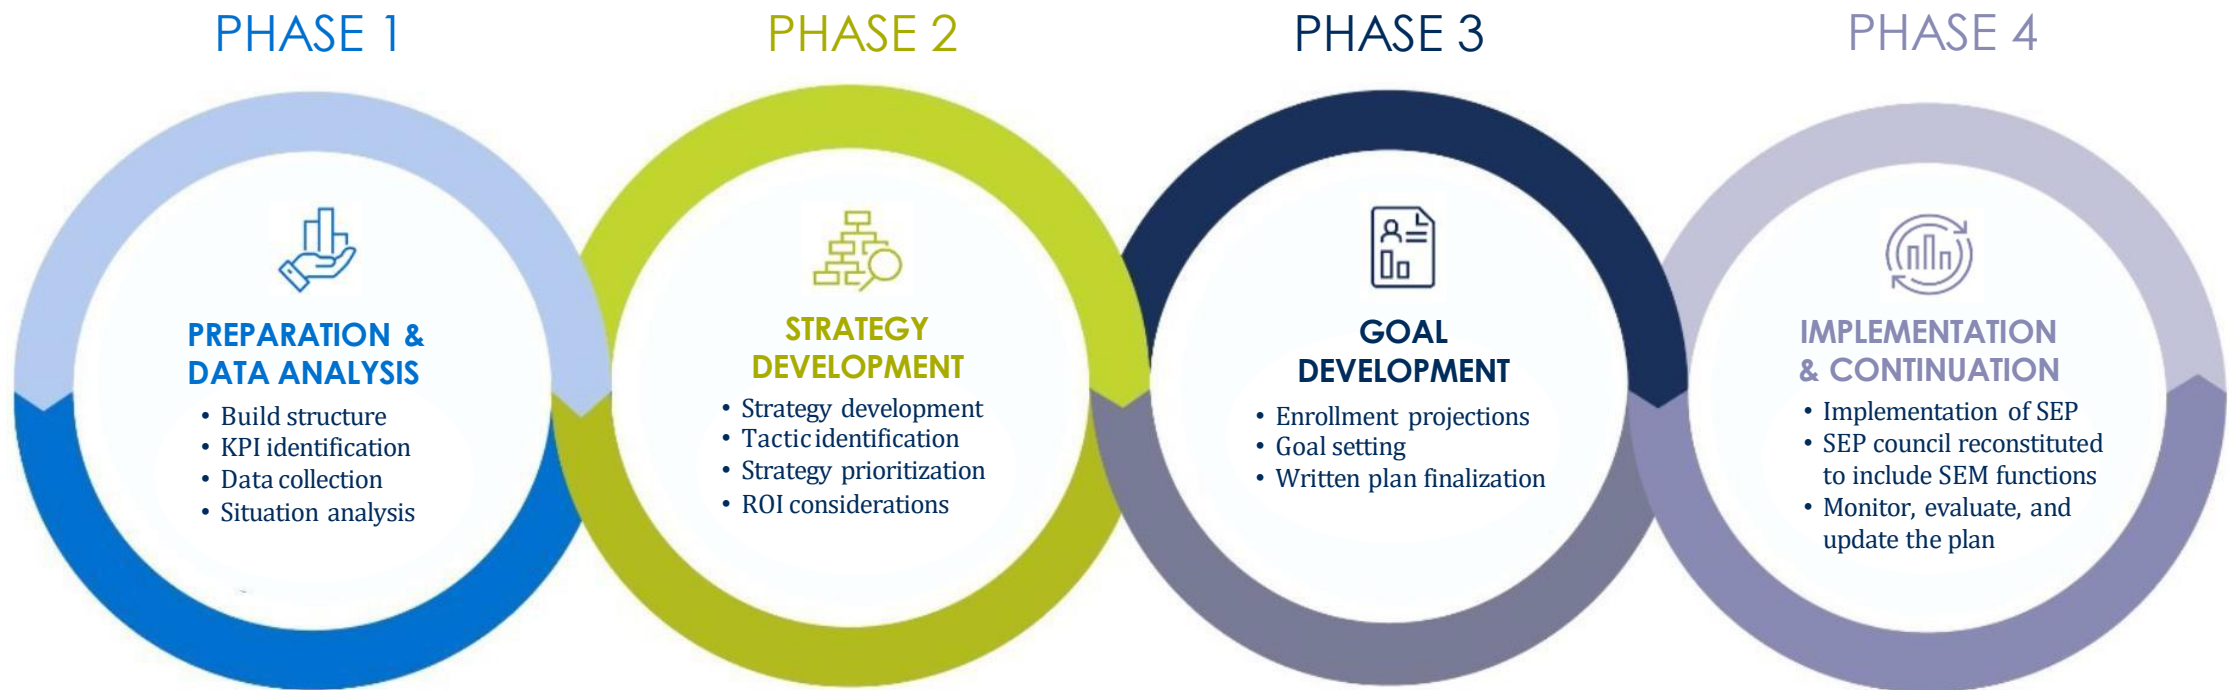 PHASE 1
PREPARATION &
DATA ANALYSIS
• Build structure
• KPI identification
• Data collection
• Situation analysis
PHASE 2
STRATEGY
DEVELOPMENT
• Strategy development
• Tactic identification
• Strategy prioritization
• ROI considerations
PHASE 3
GOAL
DEVELOPMENT
• Enrollment projections
• Goal setting
• Written plan finalization
PHASE 4
IMPLEMENTATION
& CONTINUATION
• Implementation of SEP
• SEP council reconstituted
to include SEM functions
• Monitor, evaluate, and
update the plan